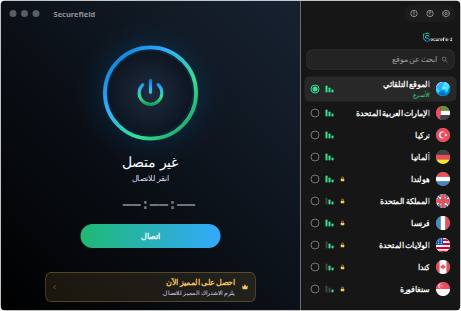 Securefield
Securefield
ابحث عن موقع
الموقع التلقائي
الأسرع
الإمارات العربية المتحدة
تركيا
ألمانيا
هولندا
المملكة المتحدة
فرنسا
الولايات المتحدة
كندا
سنغافورة
غير متصل
انقر للاتصال
--:--:--
اتصال
احصل على المميز الآن
يلزم الاشتراك المميز للاتصال.